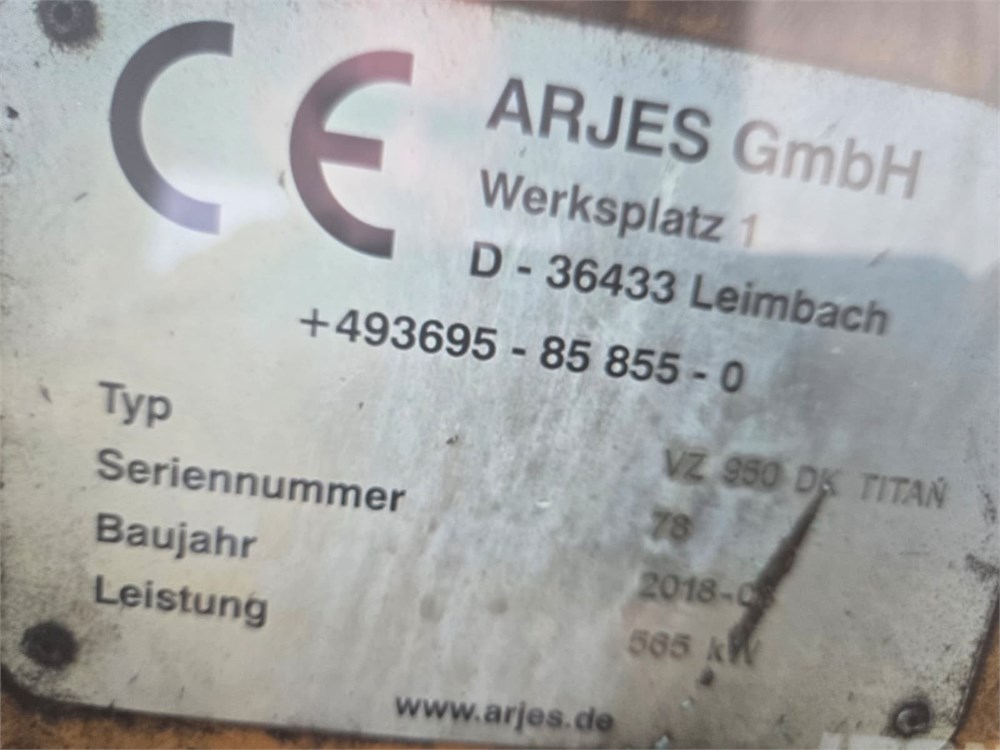 CE
ARJES GmbH
Werksplatz 1
D - 36433 Leimbach
+493695 - 85 855 - 0
Typ VZ 950 DK TITAN
Seriennummer 78
Baujahr
Leistung 565 kW
www.arjes.de